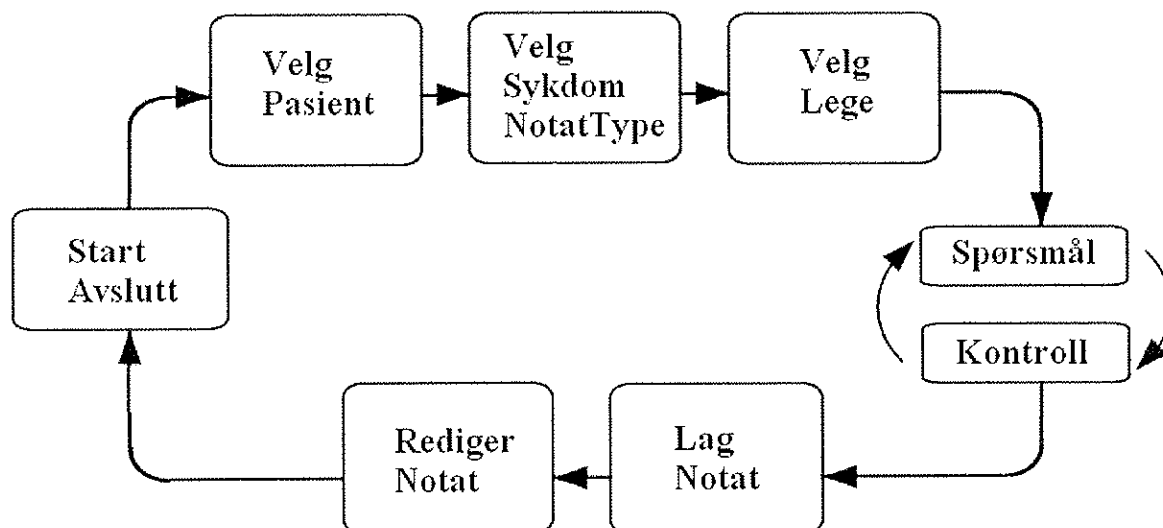 Velg
Pasient
Velg
Sykdom
NotatType
Velg
Lege
Spørsmål
Kontroll
Lag
Notat
Rediger
Notat
Start
Avslutt